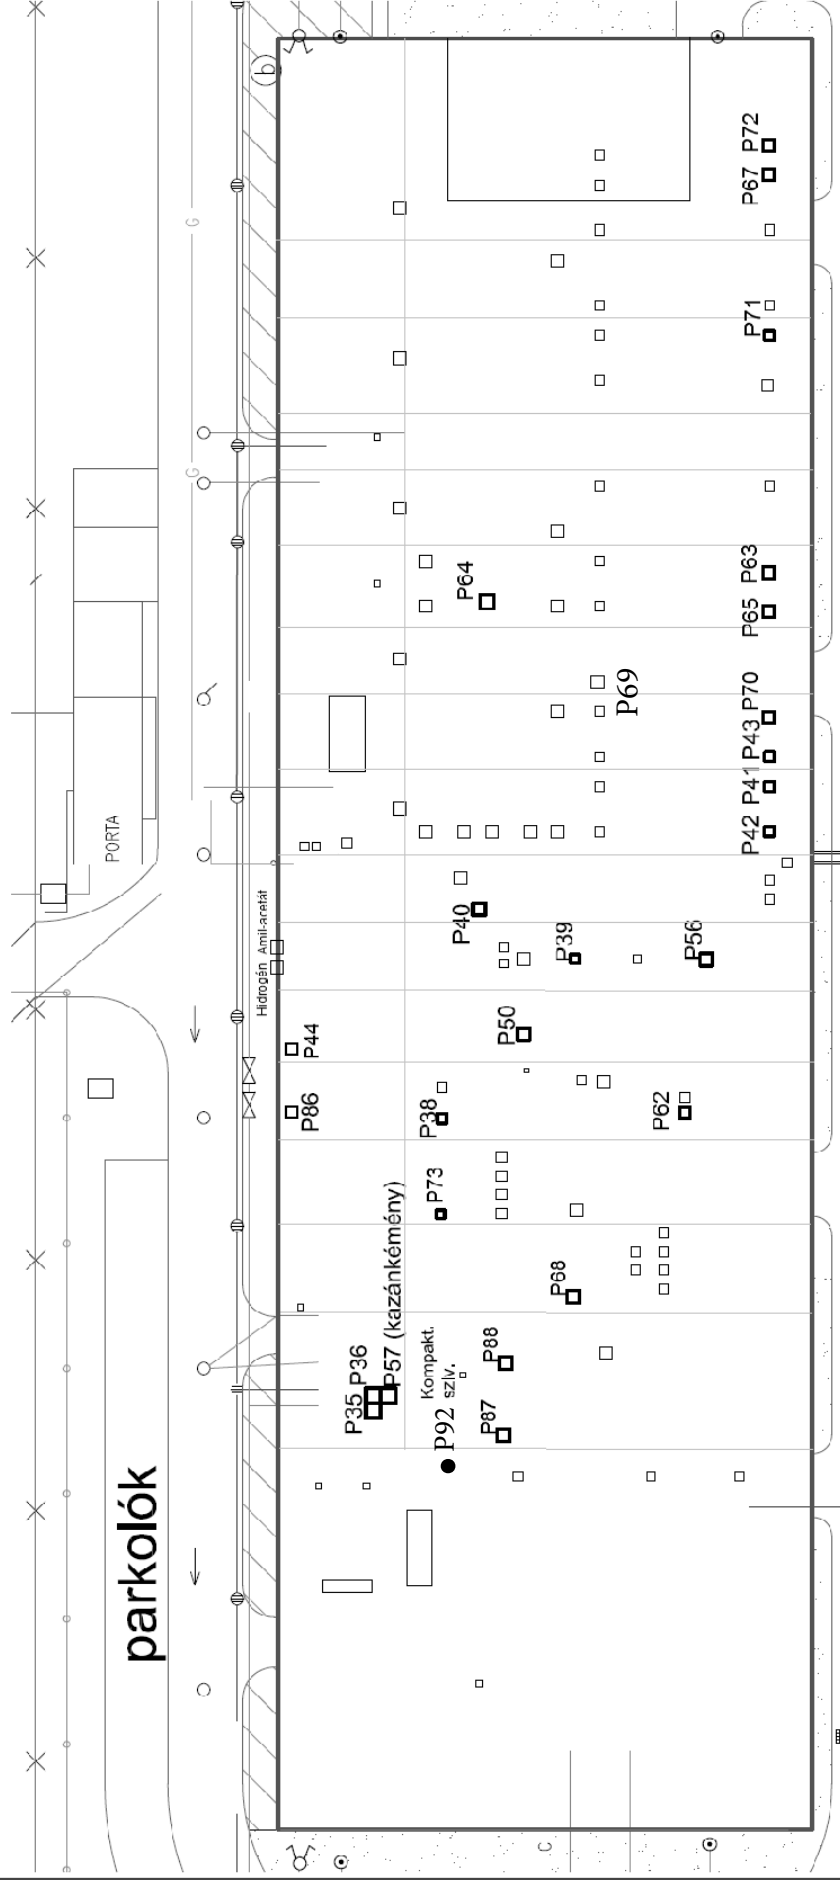 b
P72
P67
G
P71
G
P63
P64
P65
P69
P70
P43
P41
P42
PORTA
P40
Amil-acetát
Hidrogén
P39
P56
P50
P44
P86
P38
P62
P73
P57 (kazánkémény)
P68
P36
P35
Kompakt.
szív.
P88
P87
P92
parkolók
C